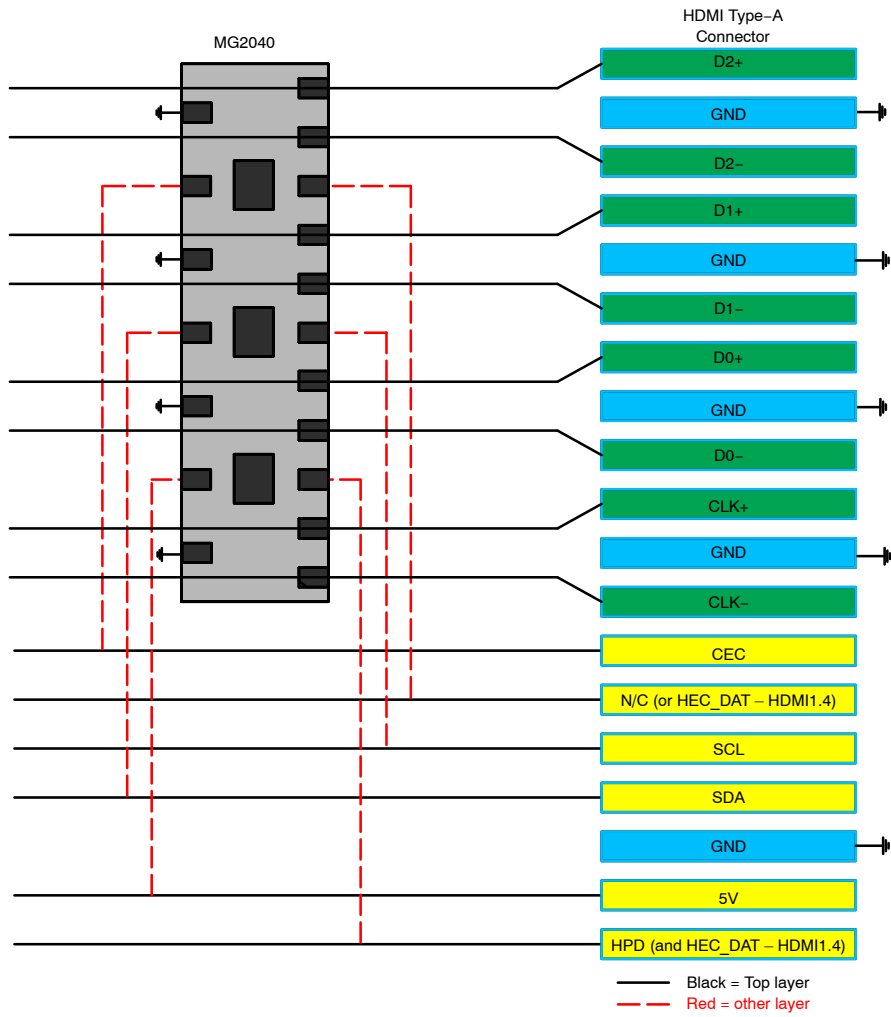 HDMI Type−A
Connector
MG2040
D2+
GND
D2−
D1+
GND
D1−
D0+
GND
D0−
CLK+
GND
CLK−
CEC
N/C (or HEC_DAT – HDMI1.4)
SCL
SDA
GND
5V
HPD (and HEC_DAT – HDMI1.4)
Black = Top layer
Red = other layer